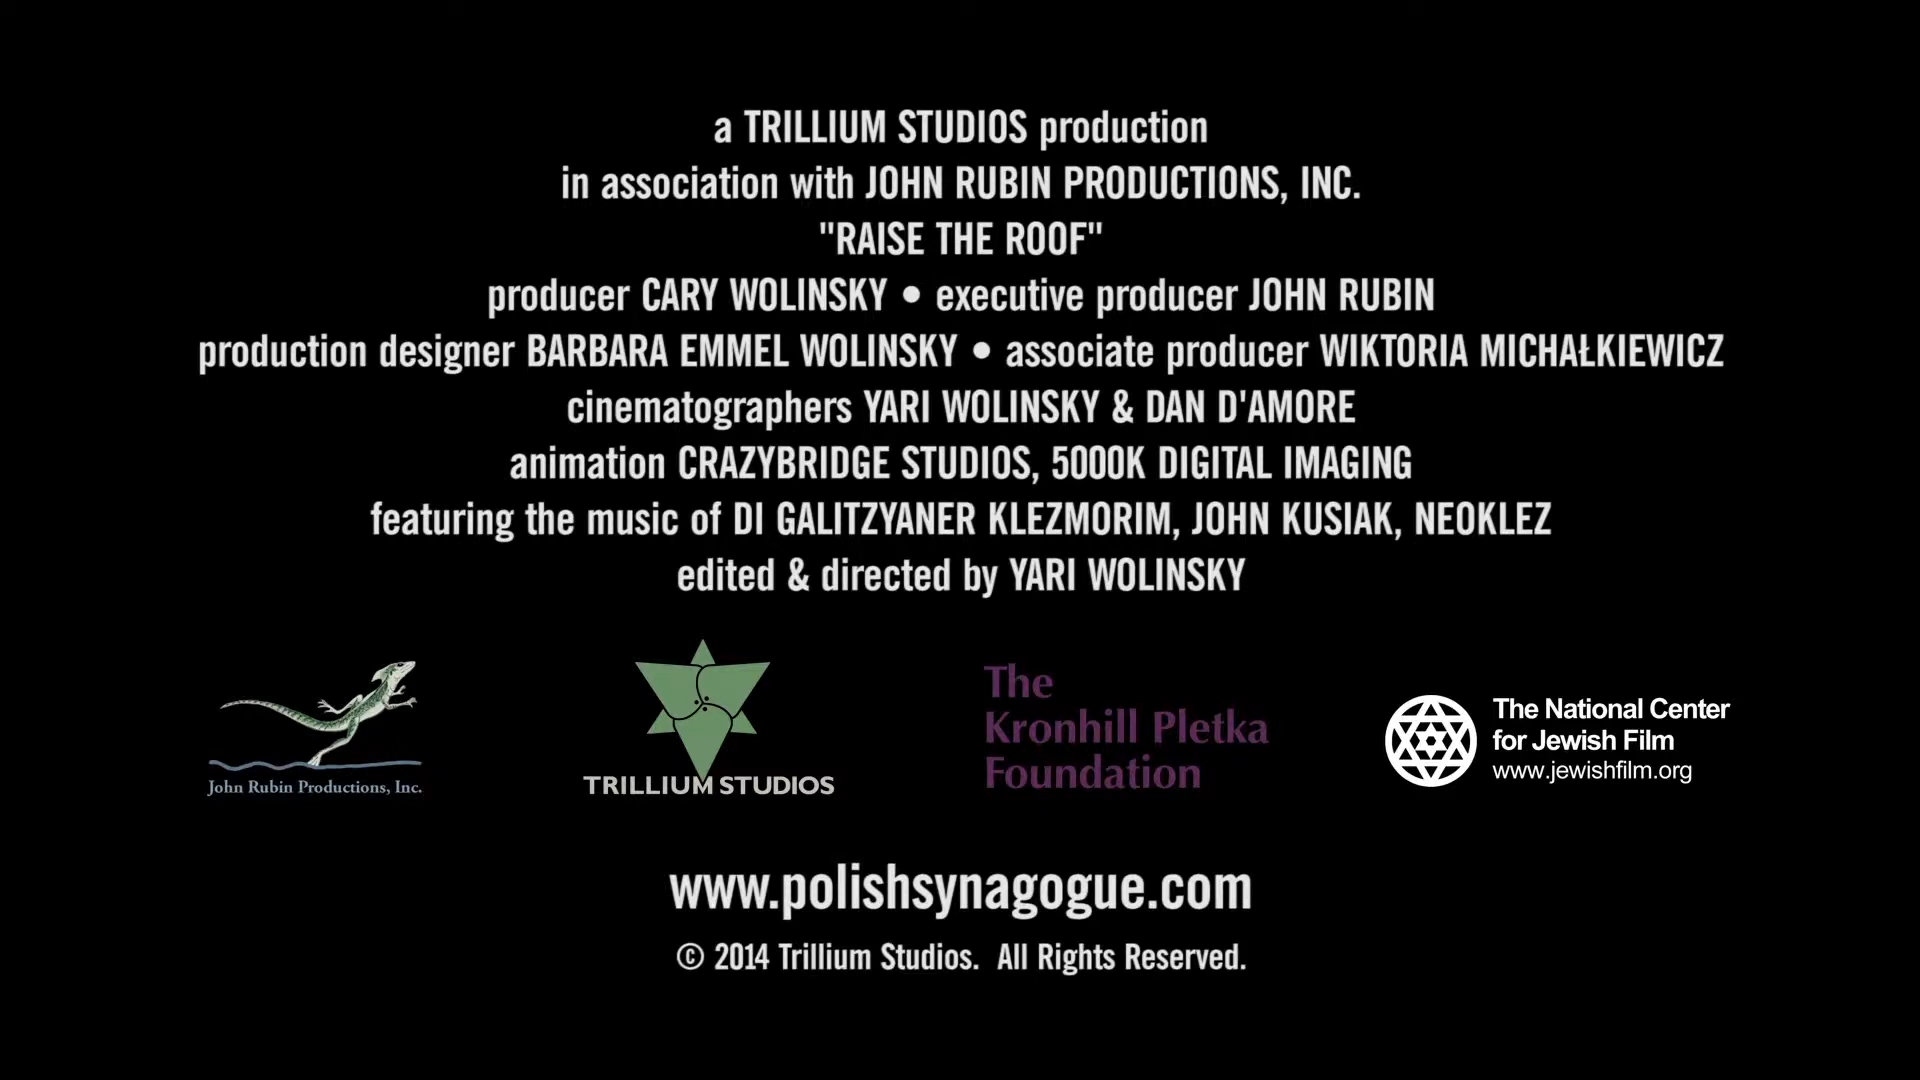 a TRILLIUM STUDIOS production
in association with JOHN RUBIN PRODUCTIONS, INC.
"RAISE THE ROOF"
producer CARY WOLINSKY • executive producer JOHN RUBIN
production designer BARBARA EMMEL WOLINSKY • associate producer WIKTORIA MICHAŁKIEWICZ
cinematographers YARI WOLINSKY & DAN D'AMORE
animation CRAZYBRIDGE STUDIOS, 5000K DIGITAL IMAGING
featuring the music of DI GALITZYANER KLEZMORIM, JOHN KUSIAK, NEOKLEZ
edited & directed by YARI WOLINSKY
John Rubin Productions, Inc.
TRILLIUM STUDIOS
The
Kronhill Pletka
Foundation
The National Center
for Jewish Film
www.jewishfilm.org
www.polishsynagogue.com
© 2014 Trillium Studios. All Rights Reserved.